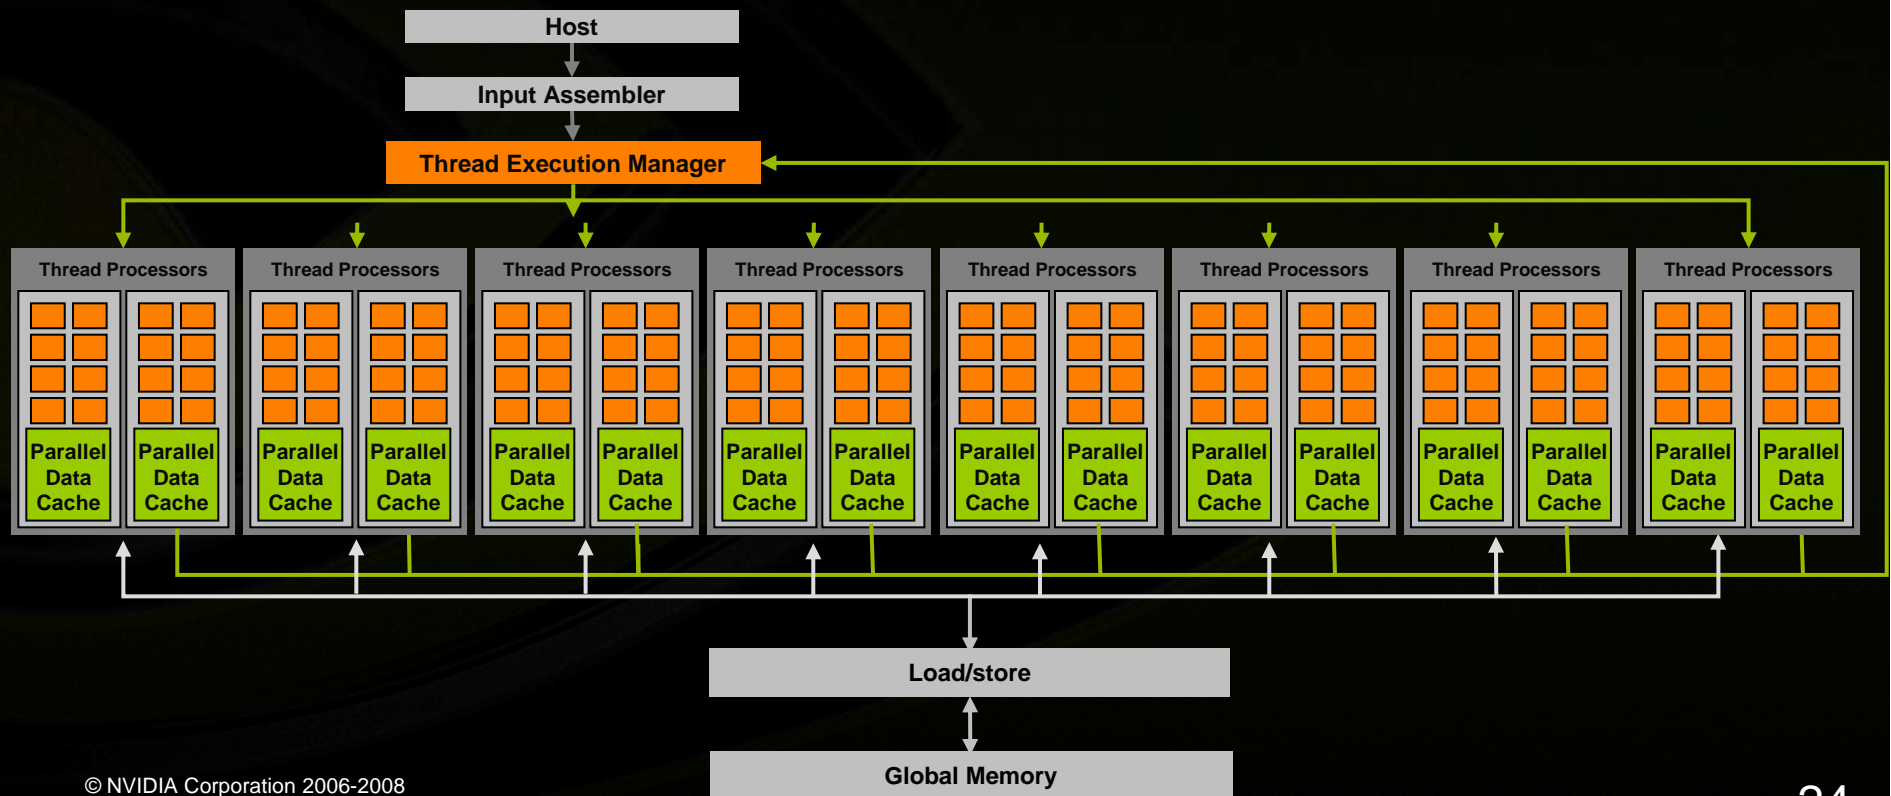 Host
Input Assembler
Thread Execution Manager
Thread Processors
Thread Processors
Thread Processors
Thread Processors
Thread Processors
Thread Processors
Thread Processors
Thread Processors
Parallel
Data
Cache
Parallel
Data
Cache
Parallel
Data
Cache
Parallel
Data
Cache
Parallel
Data
Cache
Parallel
Data
Cache
Parallel
Data
Cache
Parallel
Data
Cache
Parallel
Data
Cache
Parallel
Data
Cache
Parallel
Data
Cache
Parallel
Data
Cache
Parallel
Data
Cache
Parallel
Data
Cache
Parallel
Data
Cache
Parallel
Data
Cache
Load/store
Global Memory
© NVIDIA Corporation 2006-2008